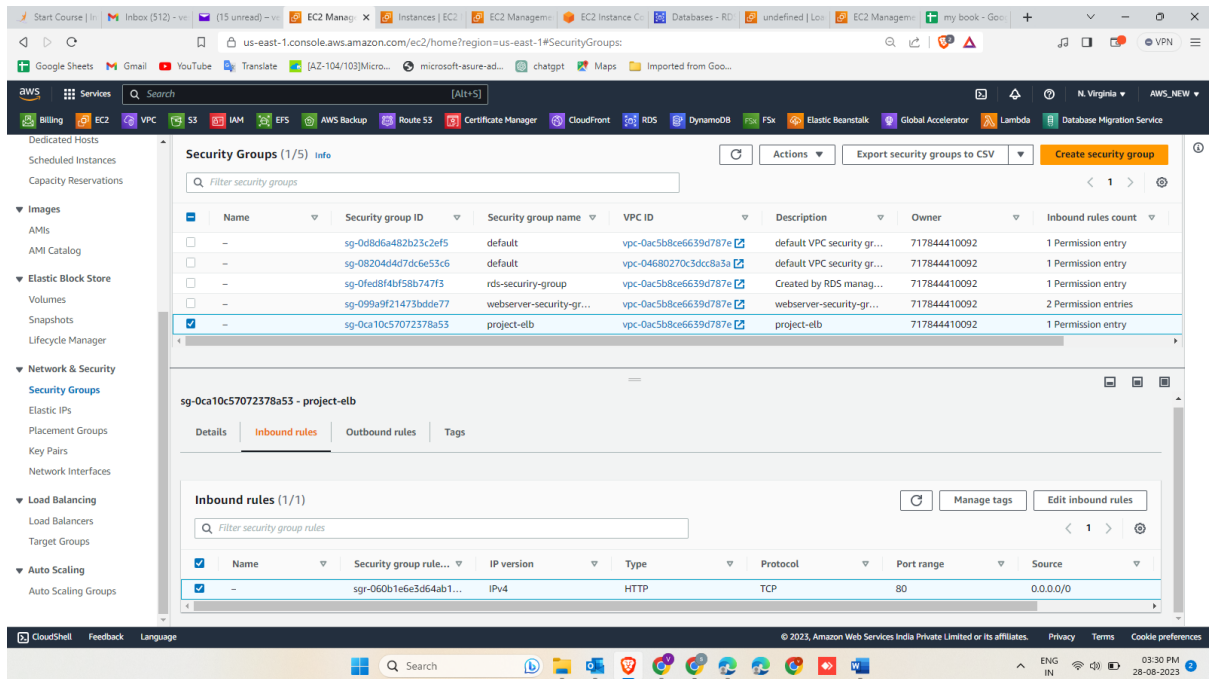 Start Course | In
Inbox (512) - ve
(15 unread) – ve
EC2 Manag
Instances | EC2
EC2 Manageme
EC2 Instance Co
Databases - RD
undefined | Loa
EC2 Manageme
my book - Goo
us-east-1.console.aws.amazon.com/ec2/home?region=us-east-1#SecurityGroups:
VPN
Google Sheets
Gmail
YouTube
Translate
[AZ-104/103]Micro...
microsoft-asure-ad...
chatgpt
Maps
Imported from Goo...
aws
Services
Search
[Alt+S]
N. Virginia
AWS_NEW
Billing
EC2
VPC
S3
IAM
EFS
AWS Backup
Route 53
Certificate Manager
CloudFront
RDS
DynamoDB
FSx
Elastic Beanstalk
Global Accelerator
Lambda
Database Migration Service
Dedicated Hosts
Scheduled Instances
Capacity Reservations
Images
AMIs
AMI Catalog
Elastic Block Store
Volumes
Snapshots
Lifecycle Manager
Network & Security
Security Groups
Elastic IPs
Placement Groups
Key Pairs
Network Interfaces
Load Balancing
Load Balancers
Target Groups
Auto Scaling
Auto Scaling Groups
Security Groups (1/5) Info
Actions
Export security groups to CSV
Create security group
Filter security groups
1
Name Security group ID Security group name VPC ID Description Owner Inbound rules count
– sg-0d8d6a482b23c2ef5 default vpc-0ac5b8ce6639d787e default VPC security gr... 717844410092 1 Permission entry
– sg-08204d4d7dc6e53c6 default vpc-04680270c3dcc8a3a default VPC security gr... 717844410092 1 Permission entry
– sg-0fed8f4bf58b747f3 rds-securiry-group vpc-0ac5b8ce6639d787e Created by RDS manag... 717844410092 1 Permission entry
– sg-099a9f21473bdde77 webserver-security-gr... vpc-0ac5b8ce6639d787e webserver-security-gr... 717844410092 2 Permission entries
– sg-0ca10c57072378a53 project-elb vpc-0ac5b8ce6639d787e project-elb 717844410092 1 Permission entry
sg-0ca10c57072378a53 - project-elb
Details
Inbound rules
Outbound rules
Tags
Inbound rules (1/1)
Manage tags
Edit inbound rules
Filter security group rules
1
Name Security group rule... IP version Type Protocol Port range Source
– sgr-060b1e6e3d64ab1... IPv4 HTTP TCP 80 0.0.0.0/0
CloudShell
Feedback
Language
© 2023, Amazon Web Services India Private Limited or its affiliates.
Privacy
Terms
Cookie preferences
Search
ENG
IN
03:30 PM
28-08-2023
2